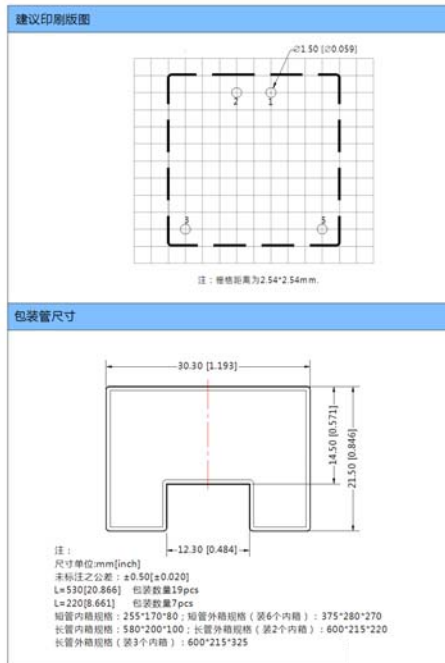 建议印刷版图
∅1.50 [∅0.059]
2 1
3 5
注：栅格距离为2.54*2.54mm.
包装管尺寸
30.30 [1.193]
14.50 [0.571]
21.50 [0.846]
12.30 [0.484]
注：
尺寸单位:mm[inch]
未标注之公差：±0.50[±0.020]
L=530[20.866] 包装数量19pcs
L=220[8.661] 包装数量7pcs
短管内箱规格：255*170*80；短管外箱规格（装6个内箱）：375*280*270
长管内箱规格：580*200*100；长管外箱规格（装2个内箱）：600*215*220
长管外箱规格（装3个内箱）：600*215*325